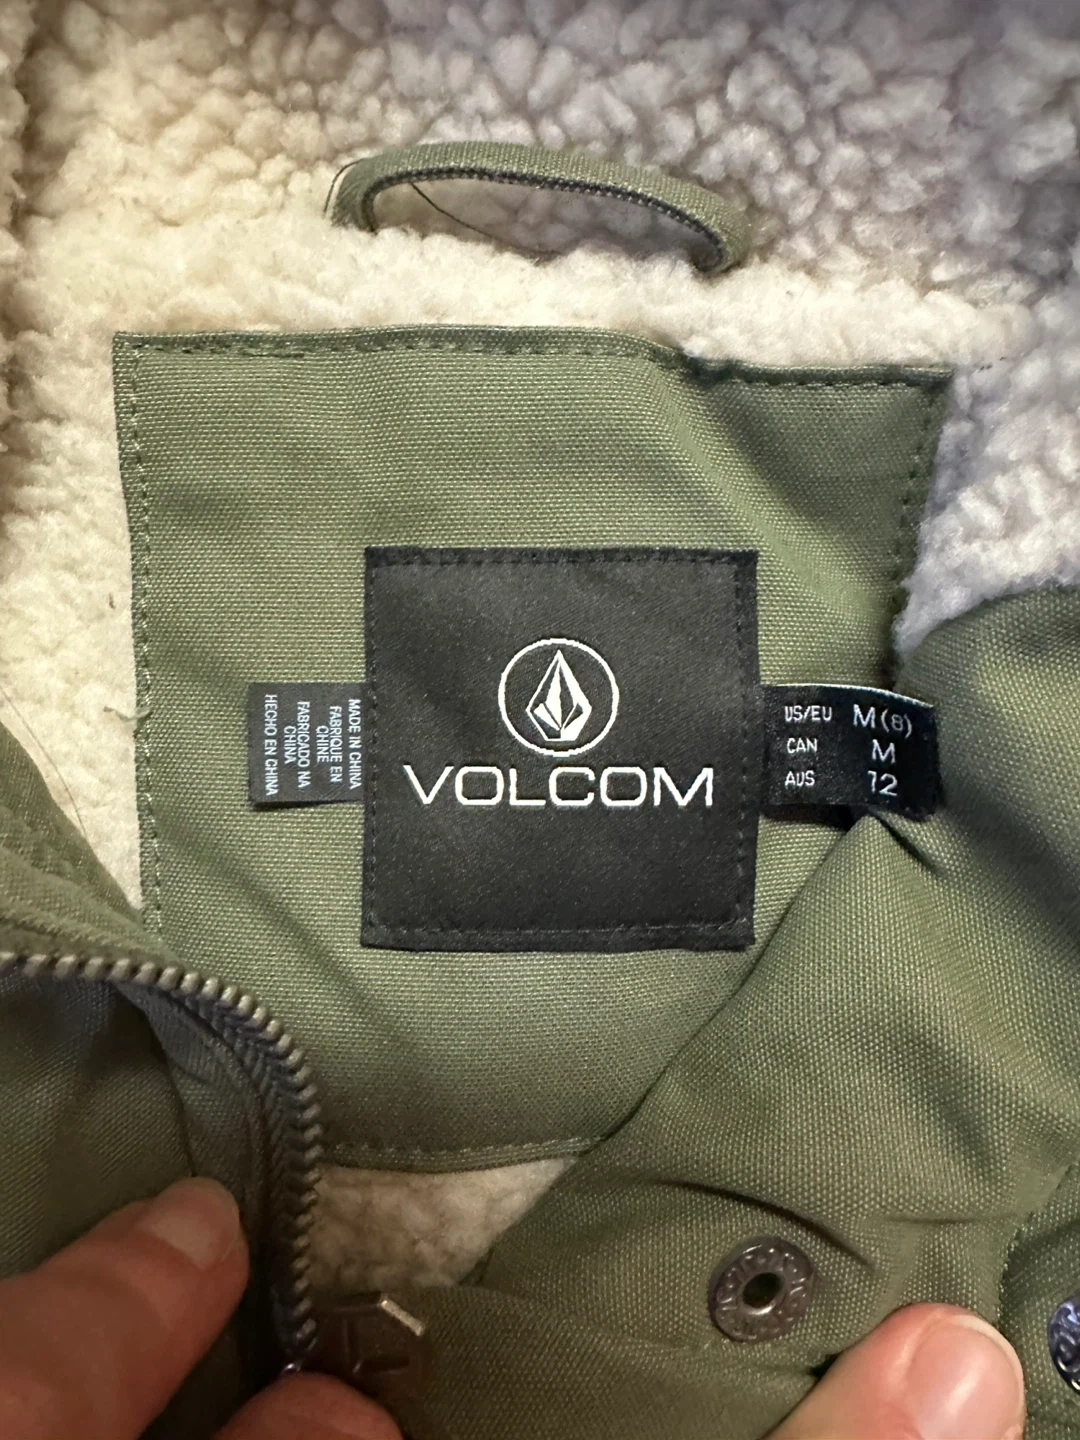 VOLCOM
MADE IN CHINA
FABRIQUE EN
CHINE
FABRICADO NA
CHINA
HECHO EN CHINA
US/EU M(8)
CAN M
AUS 12